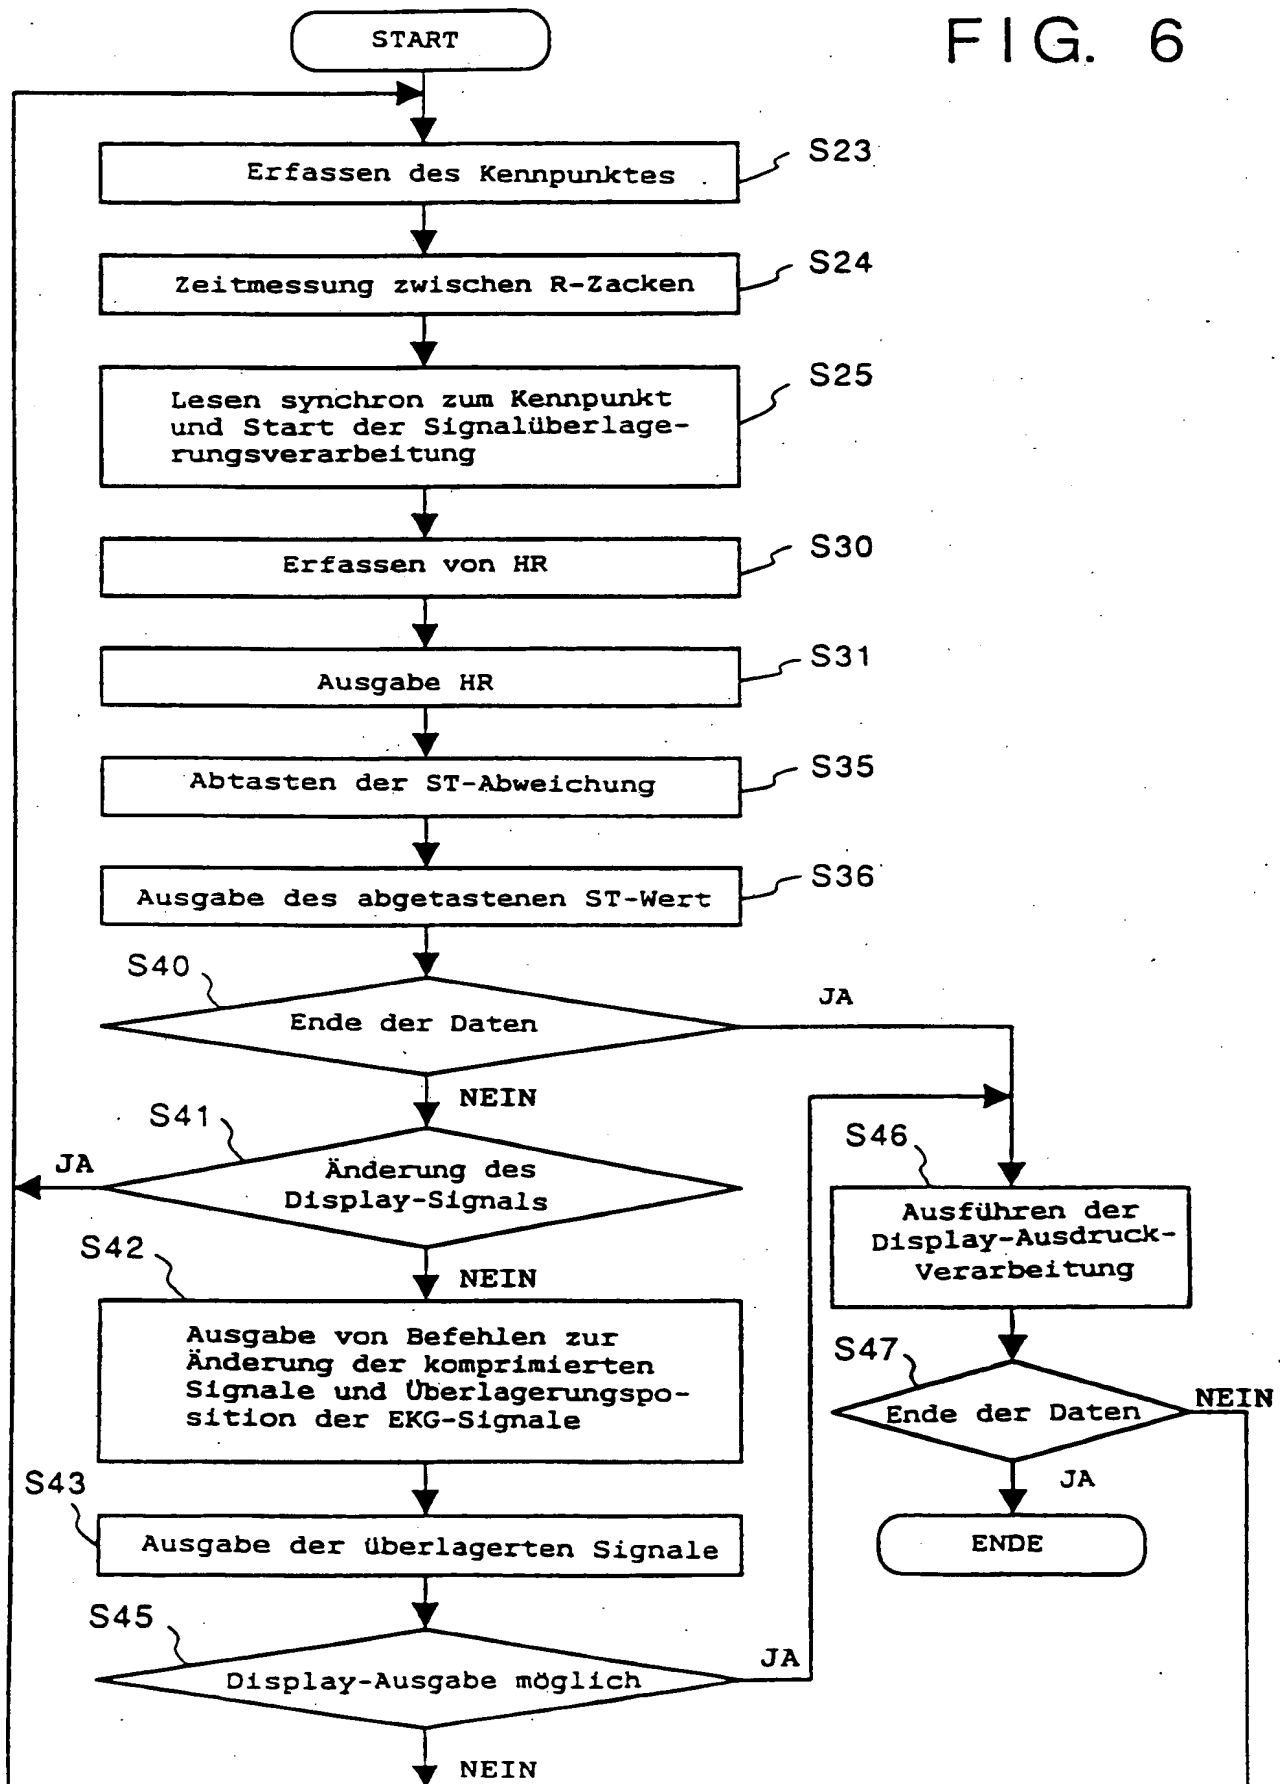 FIG. 6
START
S23
Erfassen des Kennpunktes
S24
Zeitmessung zwischen R-Zacken
S25
Lesen synchron zum Kennpunkt
und Start der Signalüberlage-
rungsverarbeitung
S30
Erfassen von HR
S31
Ausgabe HR
S35
Abtasten der ST-Abweichung
S36
Ausgabe des abgetastenen ST-Wert
S40
Ende der Daten
JA
NEIN
S41
JA
Änderung des
Display-Signals
NEIN
S42
Ausgabe von Befehlen zur
Änderung der komprimierten
Signale und Überlagerungspo-
sition der EKG-Signale
S43
Ausgabe der überlagerten Signale
S45
Display-Ausgabe möglich
JA
NEIN
S46
Ausführen der
Display-Ausdruck-
Verarbeitung
S47
Ende der Daten
NEIN
JA
ENDE